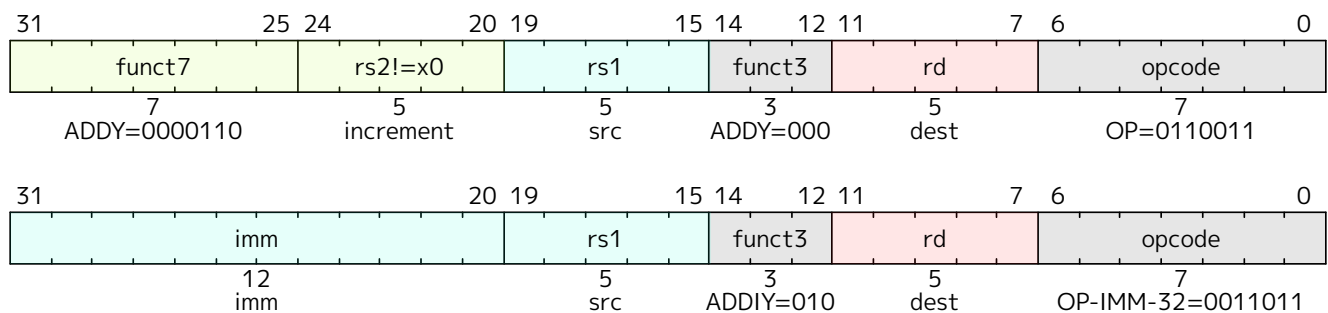 31 25 24 20 19 15 14 12 11 7 6 0
funct7 rs2!=x0 rs1 funct3 rd opcode
7 5 5 3 5 7
ADDY=0000110 increment src ADDY=000 dest OP=0110011
31 20 19 15 14 12 11 7 6 0
imm rs1 funct3 rd opcode
12 5 3 5 7
imm src ADDIY=010 dest OP-IMM-32=0011011